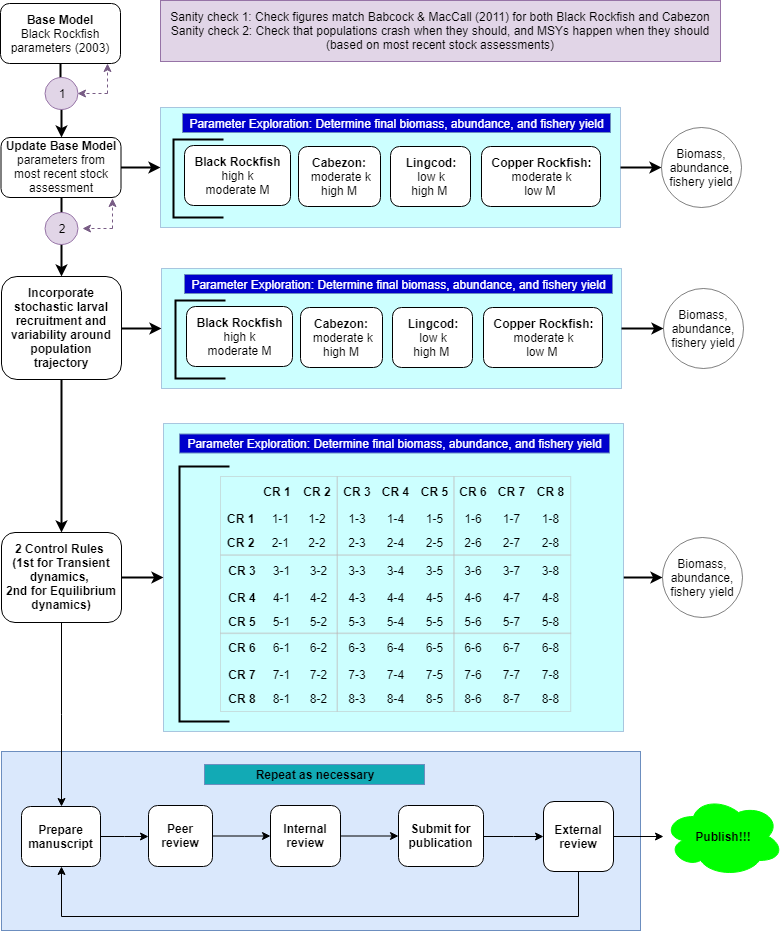 Base Model
Black Rockfish
parameters (2003)
Sanity check 1: Check figures match Babcock & MacCall (2011) for both Black Rockfish and Cabezon
Sanity check 2: Check that populations crash when they should, and MSYs happen when they should
(based on most recent stock assessments)
1
Update Base Model
parameters from
most recent stock
assessment
Parameter Exploration: Determine final biomass, abundance, and fishery yield
Black Rockfish
high k
moderate M
Cabezon:
moderate k
high M
Lingcod:
low k
high M
Copper Rockfish:
moderate k
low M
Biomass,
abundance,
fishery yield
2
Incorporate
stochastic larval
recruitment and
variability around
population
trajectory
Parameter Exploration: Determine final biomass, abundance, and fishery yield
Black Rockfish
high k
moderate M
Cabezon:
moderate k
high M
Lingcod:
low k
high M
Copper Rockfish:
moderate k
low M
Biomass,
abundance,
fishery yield
2 Control Rules
(1st for Transient
dynamics,
2nd for Equilibrium
dynamics)
Parameter Exploration: Determine final biomass, abundance, and fishery yield
CR 1 CR 2 CR 3 CR 4 CR 5 CR 6 CR 7 CR 8
CR 1 1-1 1-2 1-3 1-4 1-5 1-6 1-7 1-8
CR 2 2-1 2-2 2-3 2-4 2-5 2-6 2-7 2-8
CR 3 3-1 3-2 3-3 3-4 3-5 3-6 3-7 3-8
CR 4 4-1 4-2 4-3 4-4 4-5 4-6 4-7 4-8
CR 5 5-1 5-2 5-3 5-4 5-5 5-6 5-7 5-8
CR 6 6-1 6-2 6-3 6-4 6-5 6-6 6-7 6-8
CR 7 7-1 7-2 7-3 7-4 7-5 7-6 7-7 7-8
CR 8 8-1 8-2 8-3 8-4 8-5 8-6 8-7 8-8
Biomass,
abundance,
fishery yield
Repeat as necessary
Prepare
manuscript
Peer
review
Internal
review
Submit for
publication
External
review
Publish!!!